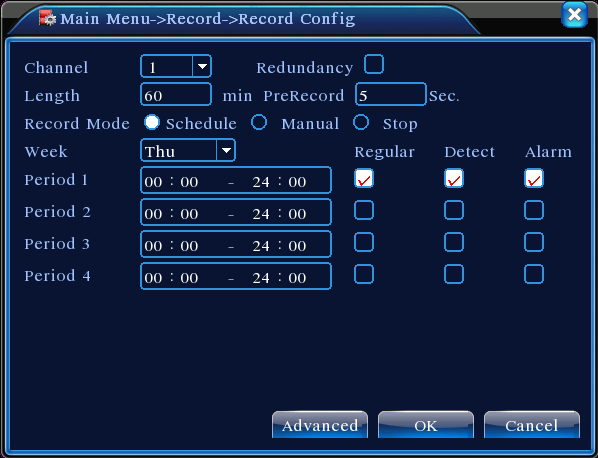 Main Menu->Record->Record Config
Channel 1 Redundancy
Length 60 min PreRecord 5 Sec.
Record Mode Schedule Manual Stop
Week Thu Regular Detect Alarm
Period 1 00 : 00 - 24 : 00
Period 2 00 : 00 - 24 : 00
Period 3 00 : 00 - 24 : 00
Period 4 00 : 00 - 24 : 00
Advanced OK Cancel